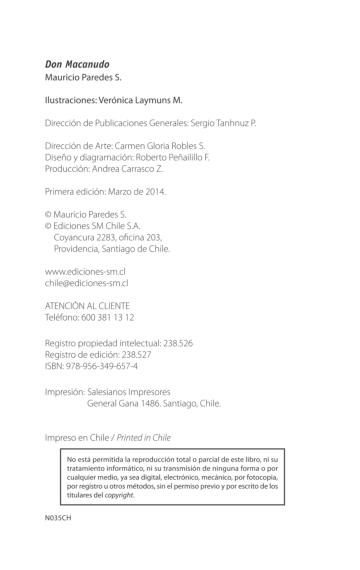 Don Macanudo
Mauricio Paredes S.
Ilustraciones: Verónica Laymuns M.
Dirección de Publicaciones Generales: Sergio Tanhnuz P.
Dirección de Arte: Carmen Gloria Robles S.
Diseño y diagramación: Roberto Peñailillo F.
Producción: Andrea Carrasco Z.
Primera edición: Marzo de 2014.
© Mauricio Paredes S.
© Ediciones SM Chile S.A.
Coyancura 2283, oficina 203,
Providencia, Santiago de Chile.
www.ediciones-sm.cl
chile@ediciones-sm.cl
ATENCIÓN AL CLIENTE
Teléfono: 600 381 13 12
Registro propiedad intelectual: 238.526
Registro de edición: 238.527
ISBN: 978-956-349-657-4
Impresión: Salesianos Impresores
General Gana 1486. Santiago, Chile.
Impreso en Chile / Printed in Chile
No está permitida la reproducción total o parcial de este libro, ni su
tratamiento informático, ni su transmisión de ninguna forma o por
cualquier medio, ya sea digital, electrónico, mecánico, por fotocopia,
por registro u otros métodos, sin el permiso previo y por escrito de los
titulares del copyright.
N035CH